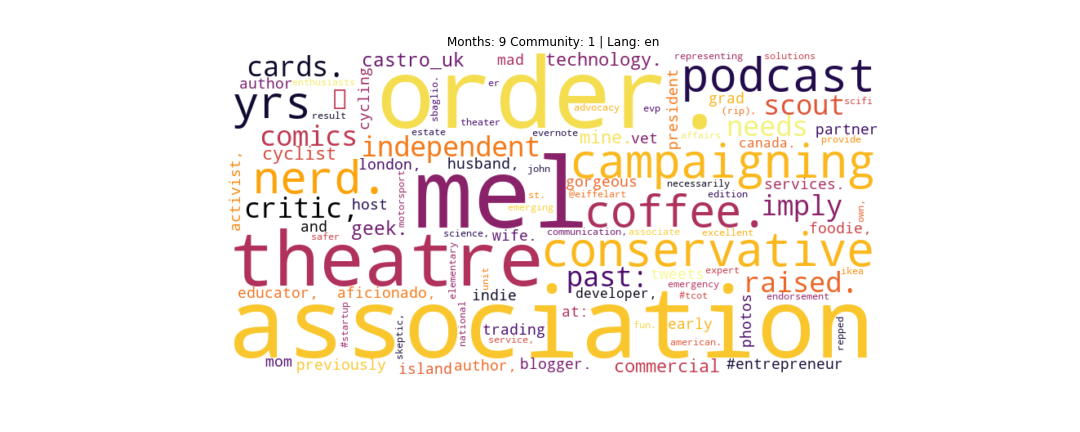 Months: 9 Community: 1 | Lang: en
cards.
castro_uk
mad
technology.
representing
solutions
author
enthusiasts
er
order.
podcast
yrs
result
cycling
sbaglio.
theater
advocacy
evp
president
grad
(rip).
scout
scifi
comics
estate
evernote
mine.
vet
needs
affairs
partner
cyclist
independent
canada.
provide
london,
husband,
john
campaigning
activist,
nerd.
motorsport
mel
gorgeous
necessarily
services.
critic,
host
st.
@eiffelart
edition
emerging
coffee.
imply
own,
and
geek.
safer
science,
wife.
communication,
associate
excellent
foodie,
theatre
elementary
unit
conservative
past:
tweets
expert
raised.
ikea
emergency
educator,
aficionado,
indie
developer,
#tcot
endorsement
at:
association
#startup
skeptic,
national
trading
service,
fun.
early
american.
photos
repped
mom
previously
island
author,
blogger.
commercial
#entrepreneur